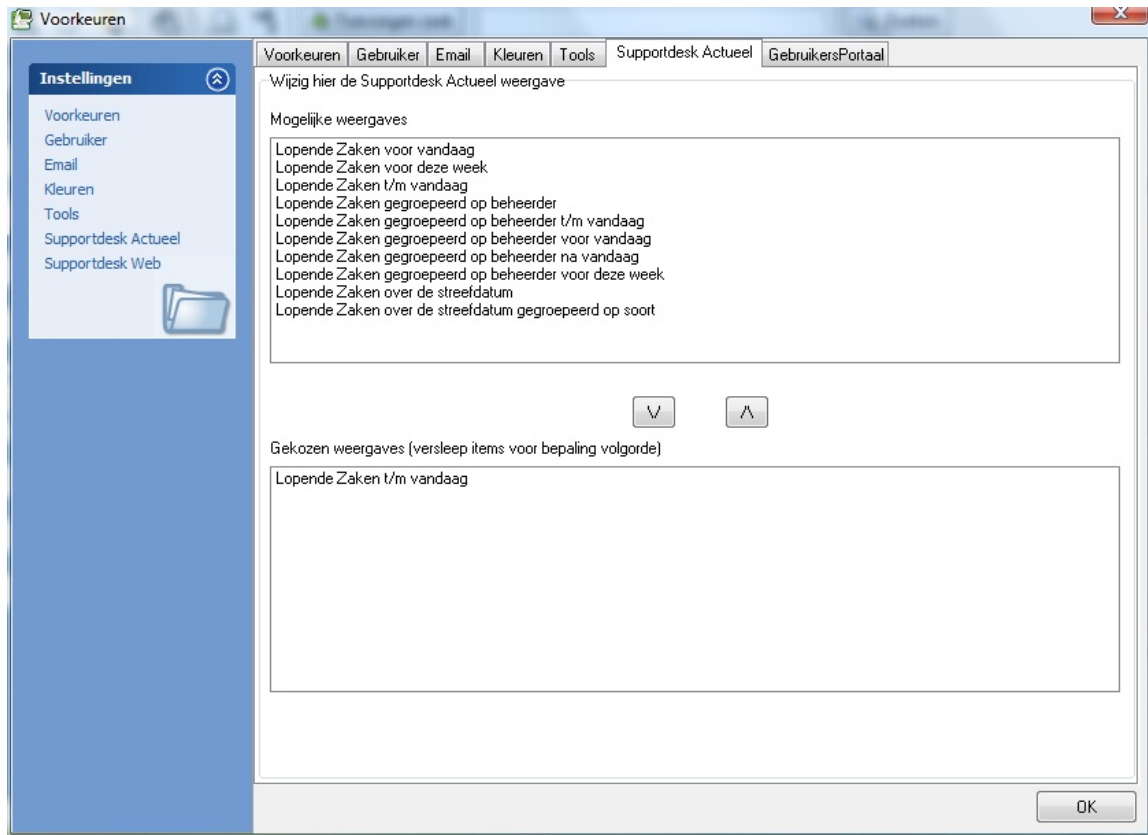 Voorkeuren
Instellingen
Voorkeuren
Gebruiker
Email
Kleuren
Tools
Supportdesk Actueel
Supportdesk Web
Voorkeuren Gebruiker Email Kleuren Tools Supportdesk Actueel GebruikersPortaal
Wijzig hier de Supportdesk Actueel weergave
Mogelijke weergaves
Lopende Zaken voor vandaag
Lopende Zaken voor deze week
Lopende Zaken t/m vandaag
Lopende Zaken gegroepeerd op beheerder
Lopende Zaken gegroepeerd op beheerder t/m vandaag
Lopende Zaken gegroepeerd op beheerder voor vandaag
Lopende Zaken gegroepeerd op beheerder na vandaag
Lopende Zaken gegroepeerd op beheerder voor deze week
Lopende Zaken over de streefdatum
Lopende Zaken over de streefdatum gegroepeerd op soort
\/ /\
Gekozen weergaves (versleep items voor bepaling volgorde)
Lopende Zaken t/m vandaag
OK